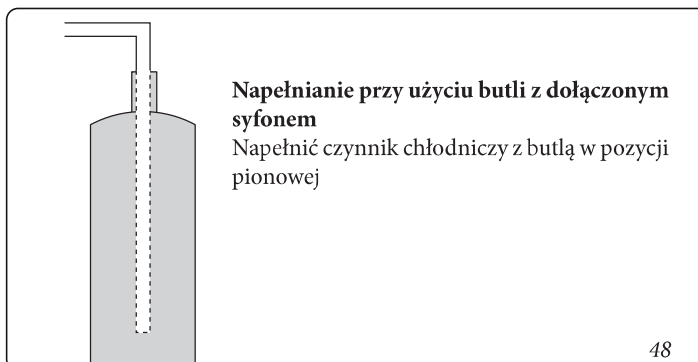 Napełnianie przy użyciu butli z dołączonym
syfonem
Napełnić czynnik chłodniczy z butlą w pozycji
pionowej
48